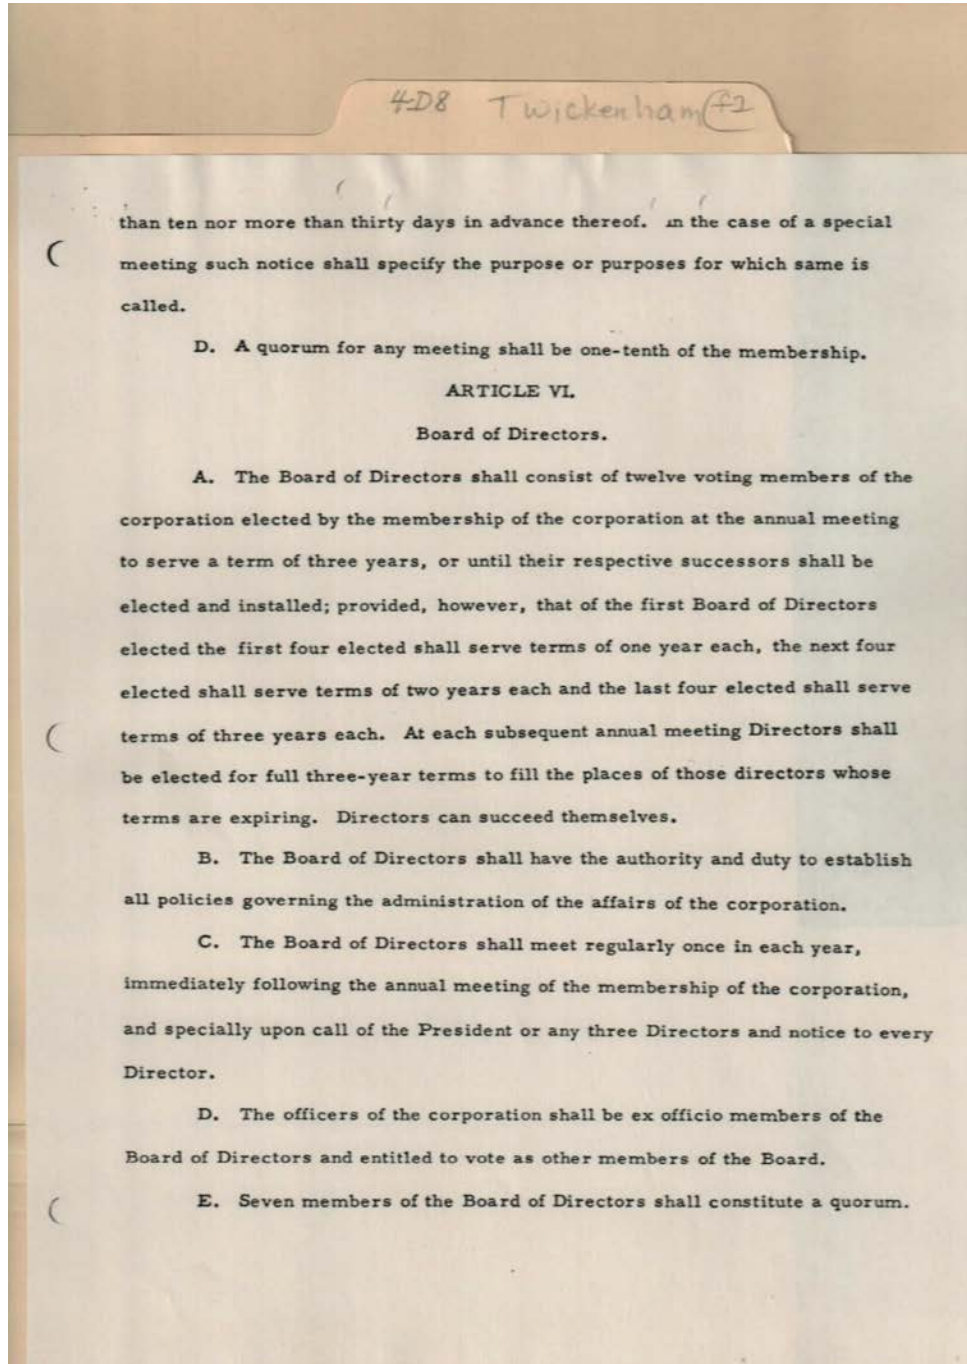 4D8 Twickenham f2
than ten nor more than thirty days in advance thereof. In the case of a special
meeting such notice shall specify the purpose or purposes for which same is
called.
D. A quorum for any meeting shall be one-tenth of the membership.
ARTICLE VI.
Board of Directors.
A. The Board of Directors shall consist of twelve voting members of the
corporation elected by the membership of the corporation at the annual meeting
to serve a term of three years, or until their respective successors shall be
elected and installed; provided, however, that of the first Board of Directors
elected the first four elected shall serve terms of one year each, the next four
elected shall serve terms of two years each and the last four elected shall serve
terms of three years each. At each subsequent annual meeting Directors shall
be elected for full three-year terms to fill the places of those directors whose
terms are expiring. Directors can succeed themselves.
B. The Board of Directors shall have the authority and duty to establish
all policies governing the administration of the affairs of the corporation.
C. The Board of Directors shall meet regularly once in each year,
immediately following the annual meeting of the membership of the corporation,
and specially upon call of the President or any three Directors and notice to every
Director.
D. The officers of the corporation shall be ex officio members of the
Board of Directors and entitled to vote as other members of the Board.
E. Seven members of the Board of Directors shall constitute a quorum.